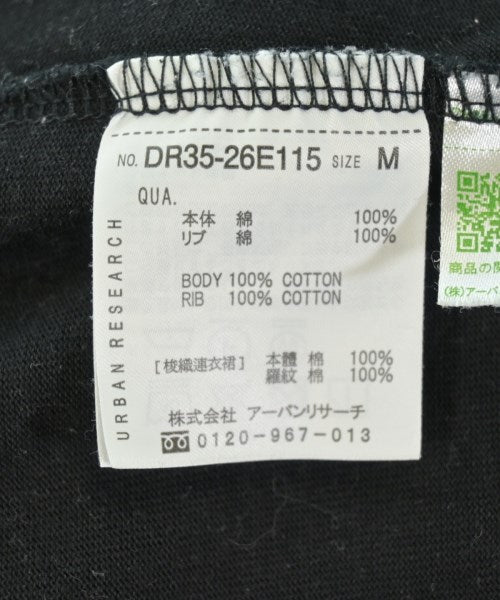 NO. DR35-26E115 SIZE M
QUA.
本体 綿 100%
リブ 綿 100%
BODY 100% COTTON
RIB 100% COTTON
[梭織連衣裙] 本體 棉 100%
羅紋 棉 100%
株式会社 アーバンリサーチ
0120-967-013
URBAN RESEARCH
商品の関
(株)アーバ